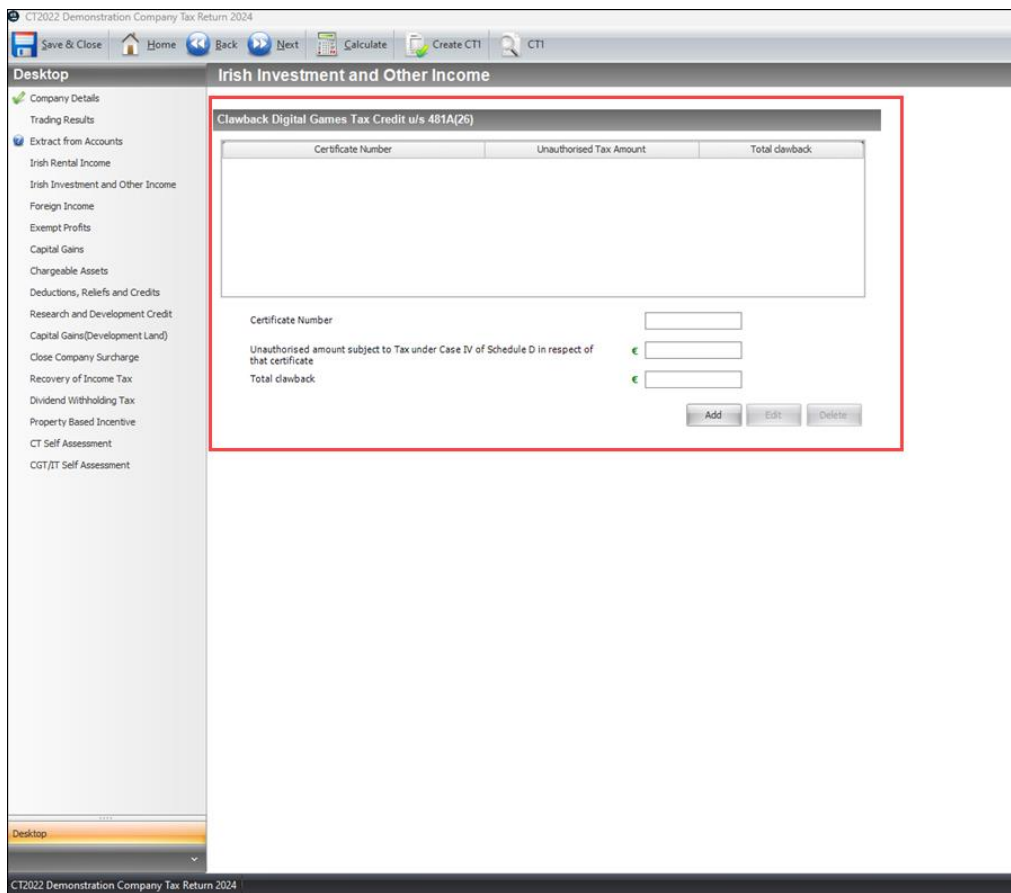 CT2022 Demonstration Company Tax Return 2024
Save & Close Home Back Next Calculate Create CT1 CT1
Desktop
Irish Investment and Other Income
Company Details
Trading Results
Extract from Accounts
Irish Rental Income
Irish Investment and Other Income
Foreign Income
Exempt Profits
Capital Gains
Chargeable Assets
Deductions, Reliefs and Credits
Research and Development Credit
Capital Gains(Development Land)
Close Company Surcharge
Recovery of Income Tax
Dividend Withholding Tax
Property Based Incentive
CT Self Assessment
CGT/IT Self Assessment
Clawback Digital Games Tax Credit u/s 481A(26)
Certificate Number Unauthorised Tax Amount Total clawback
Certificate Number
Unauthorised amount subject to Tax under Case IV of Schedule D in respect of €
that certificate
Total clawback €
Add Edit Delete
Desktop
CT2022 Demonstration Company Tax Return 2024